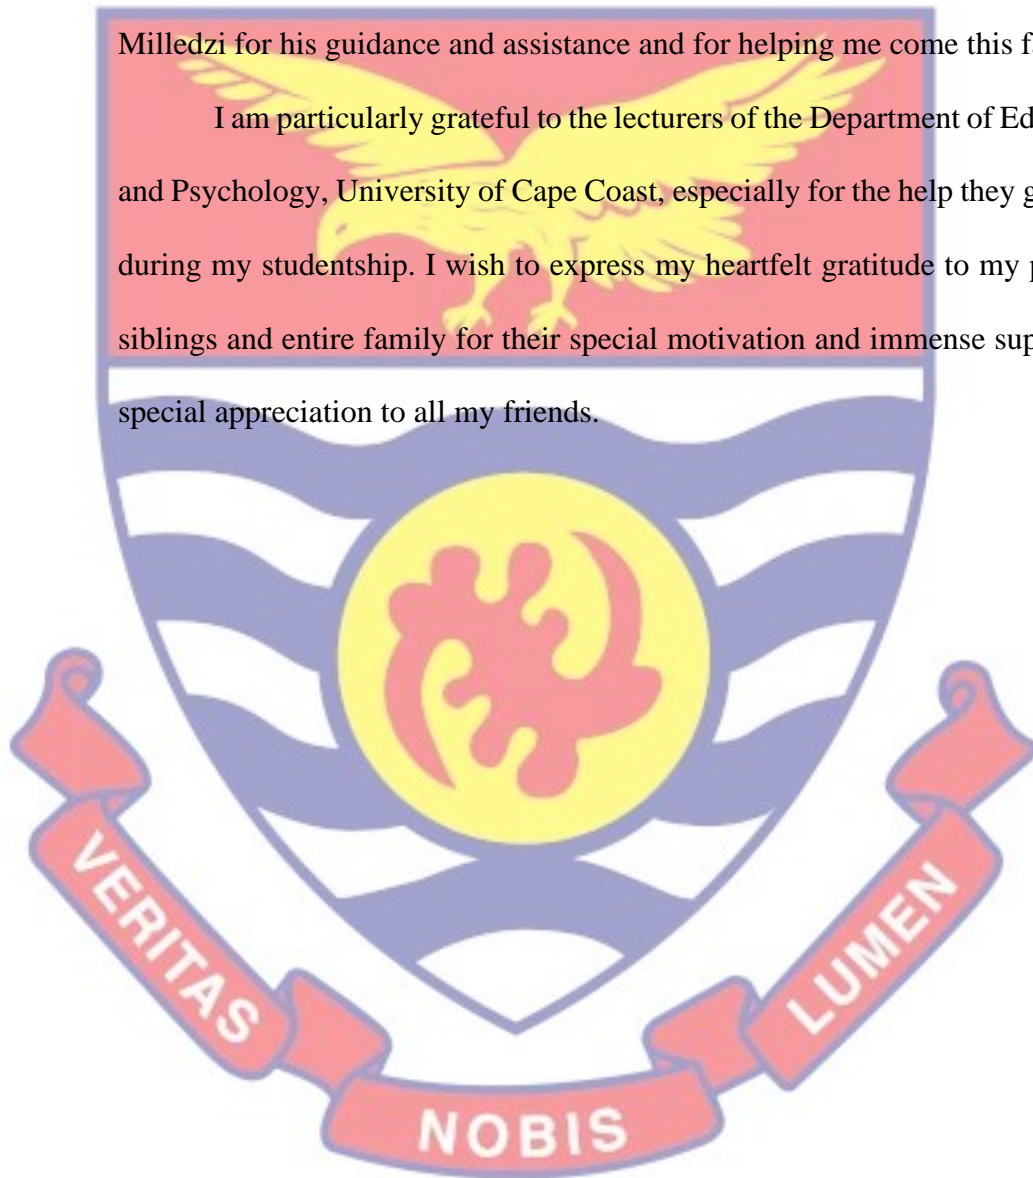 Milledzi for his guidance and assistance and for helping me come this f
I am particularly grateful to the lecturers of the Department of Ed
and Psychology, University of Cape Coast, especially for the help they g
during my studentship. I wish to express my heartfelt gratitude to my p
siblings and entire family for their special motivation and immense sup
special appreciation to all my friends.
VERITAS
NOBIS
LUMEN